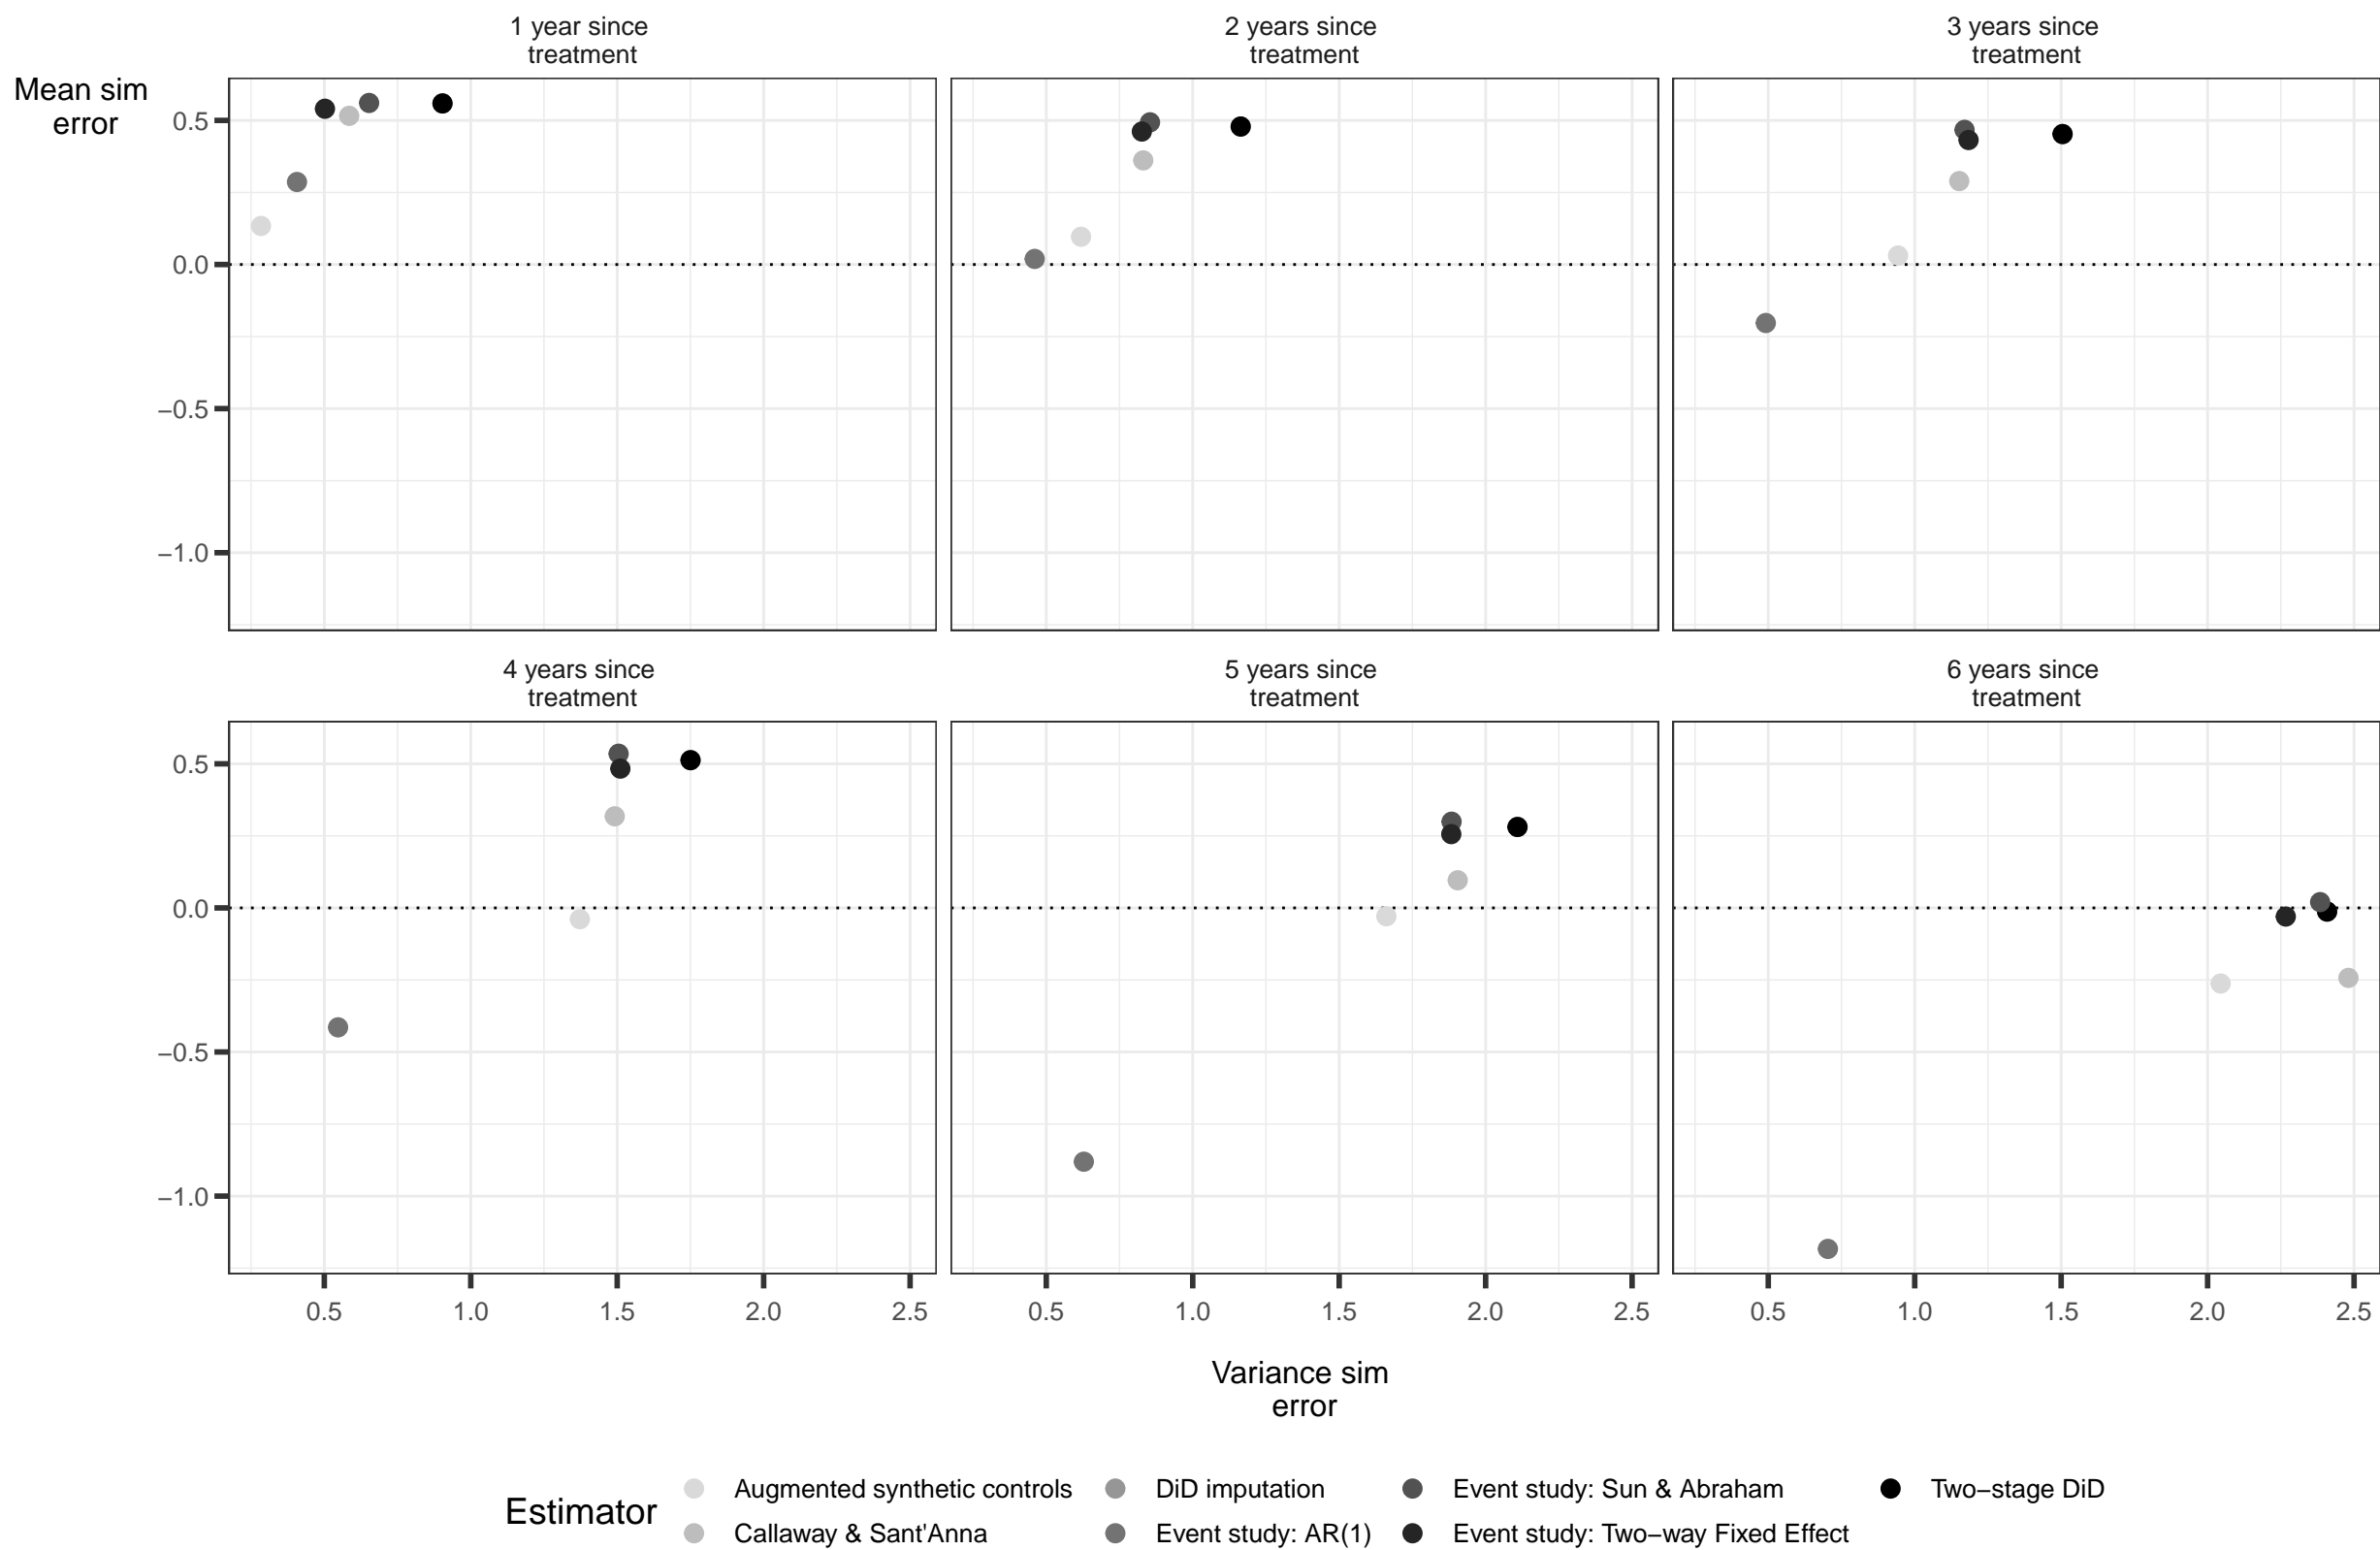 1 year since
treatment
2 years since
treatment
3 years since
treatment
Mean sim
error
0.5
0.0
−0.5
−1.0
4 years since
treatment
5 years since
treatment
6 years since
treatment
0.5
0.0
−0.5
−1.0
0.5 1.0 1.5 2.0 2.5 0.5 1.0 1.5 2.0 2.5 0.5 1.0 1.5 2.0 2.5
Variance sim
error
Estimator
Augmented synthetic controls DiD imputation Event study: Sun & Abraham Two−stage DiD
Callaway & Sant'Anna Event study: AR(1) Event study: Two−way Fixed Effect